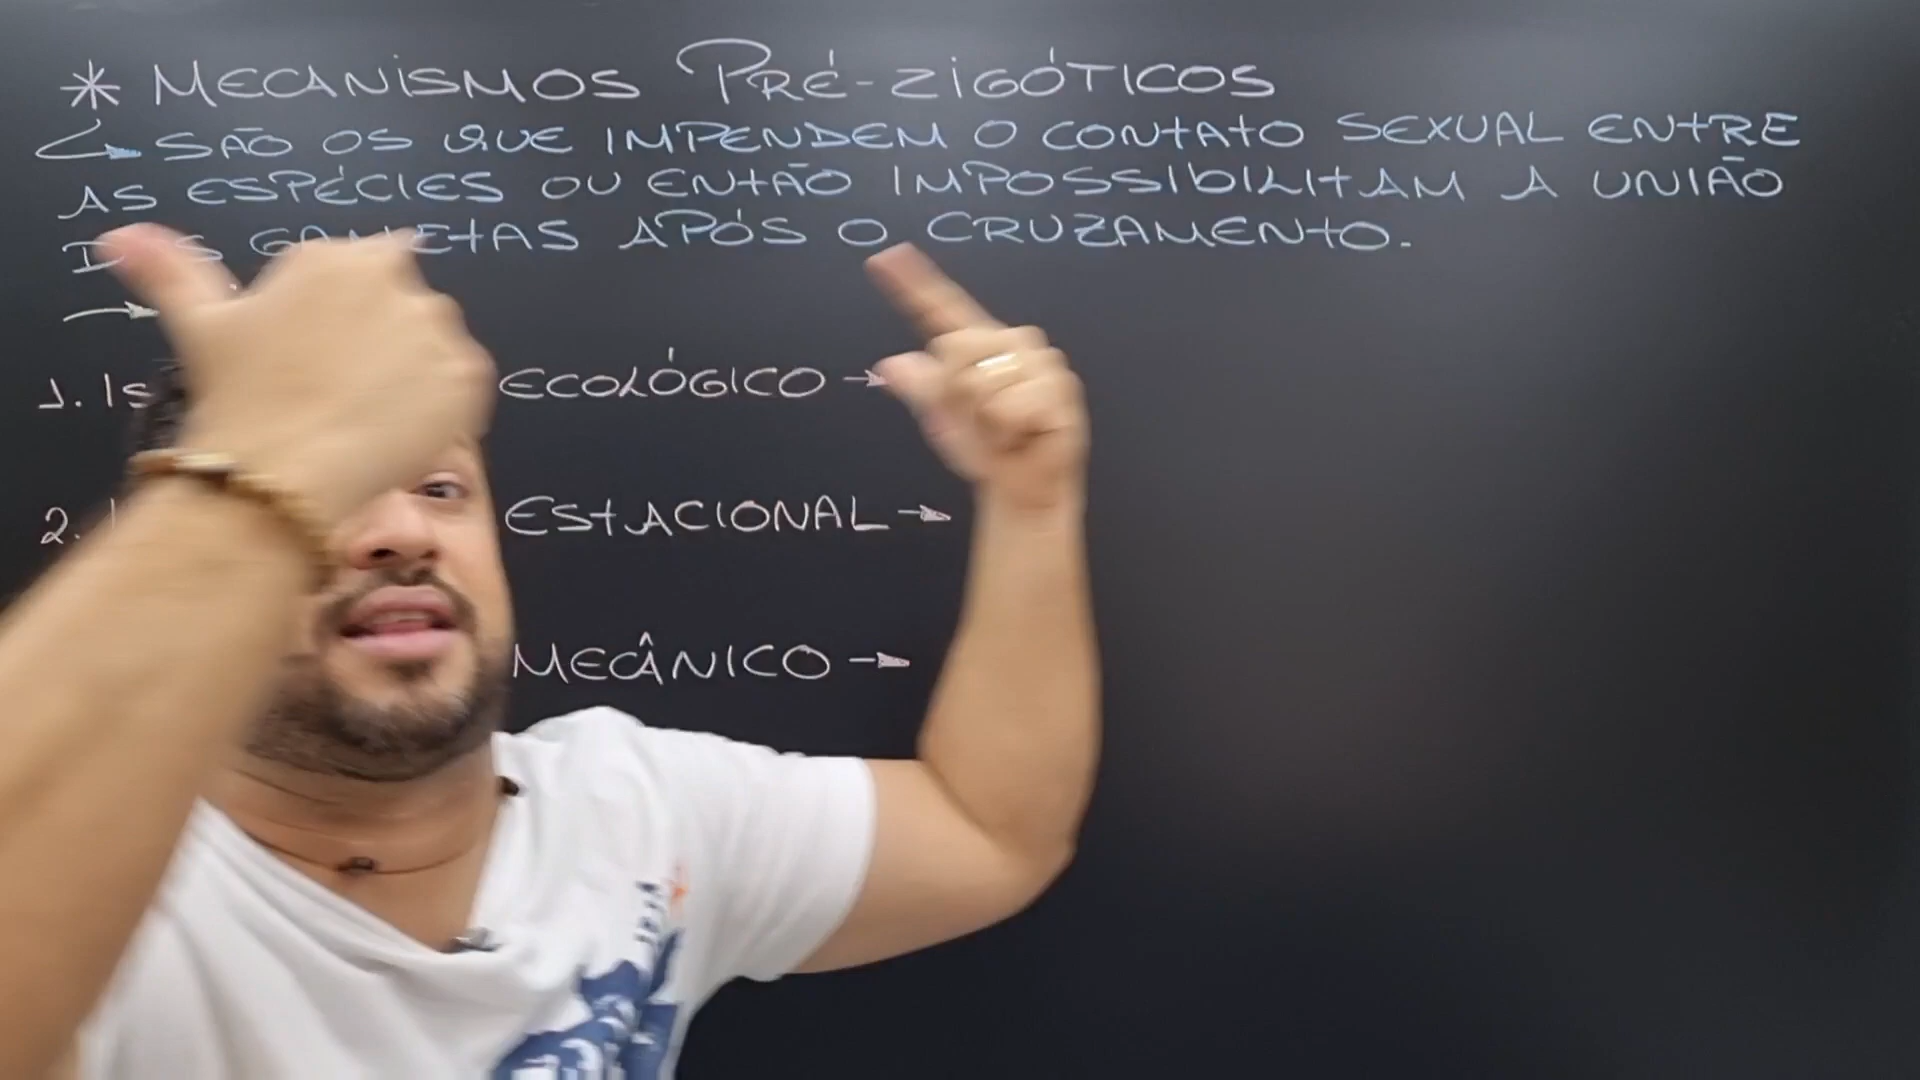 * MECANISMOS PRÉ-ZIGÓTICOS
SÃO OS QUE IMPENDEM O CONTATO SEXUAL ENTRE
AS ESPÉCIES OU ENTÃO IMPOSSIBILITAM A UNIÃO
APÓS O CRUZAMENTO.
1. ECOLÓGICO →
2. ESTACIONAL →
MECÂNICO →